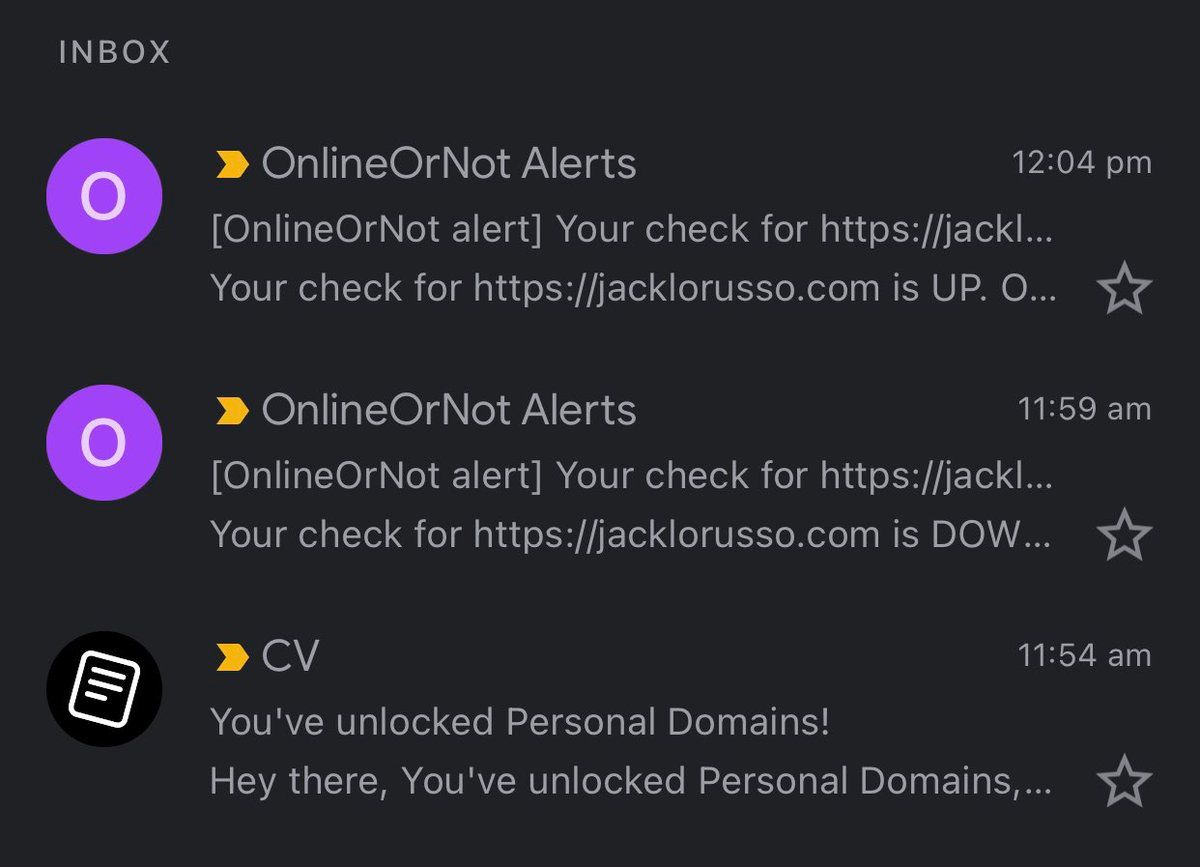 INBOX
O
OnlineOrNot Alerts
12:04 pm
[OnlineOrNot alert] Your check for https://jackl...
Your check for https://jacklorusso.com is UP. O...
O
OnlineOrNot Alerts
11:59 am
[OnlineOrNot alert] Your check for https://jackl...
Your check for https://jacklorusso.com is DOW...
CV
11:54 am
You've unlocked Personal Domains!
Hey there, You've unlocked Personal Domains,...